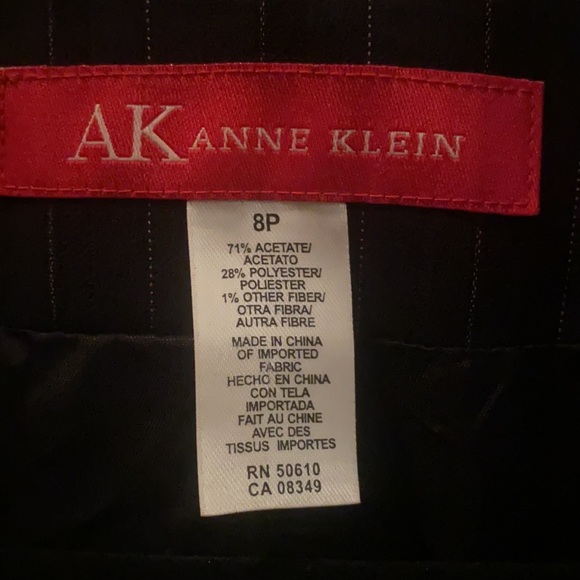 AK ANNE KLEIN
8P
71% ACETATE/
ACETATO
28% POLYESTER/
POLIESTER
1% OTHER FIBER/
OTRA FIBRA/
AUTRA FIBRE
MADE IN CHINA
OF IMPORTED
FABRIC
HECHO EN CHINA
CON TELA
IMPORTADA
FAIT AU CHINE
AVEC DES
TISSUS IMPORTES
RN 50610
CA 08349